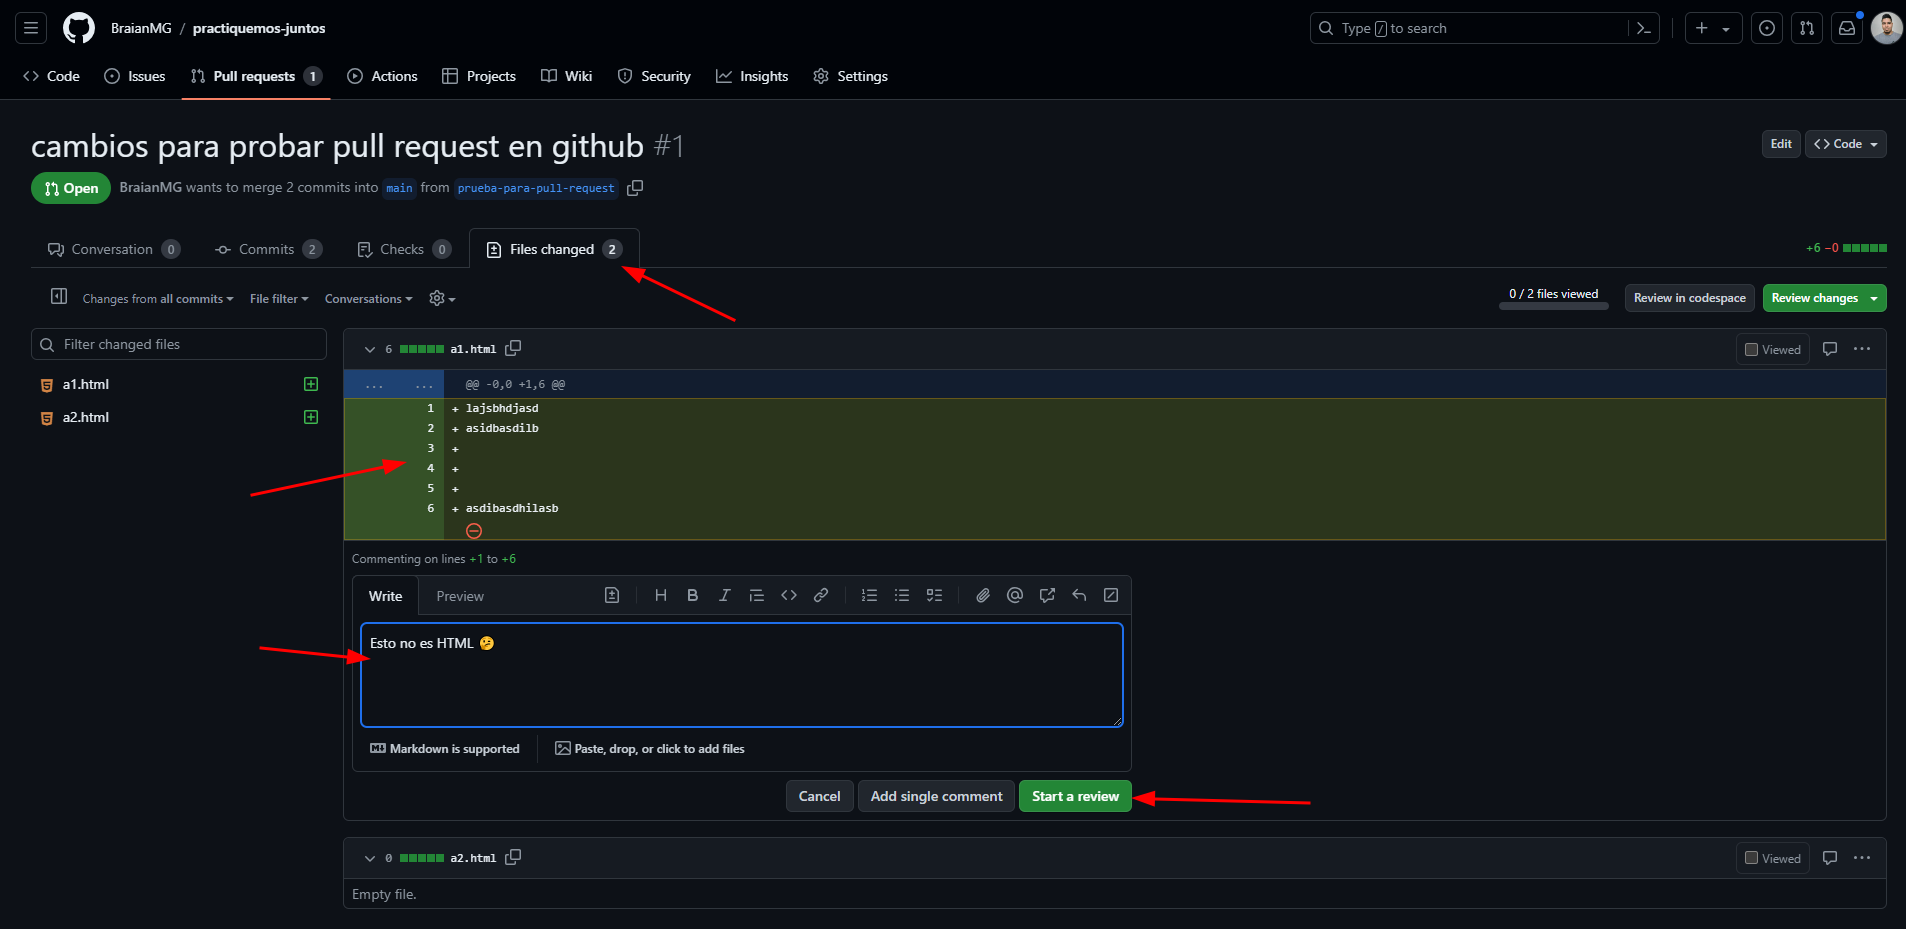 BraianMG / practiquemos-juntos
Type / to search
Code
Issues
Pull requests 1
Actions
Projects
Wiki
Security
Insights
Settings
cambios para probar pull request en github #1
Edit
Code
Open
BraianMG wants to merge 2 commits into main from prueba-para-pull-request
Conversation 0
Commits 2
Checks 0
Files changed 2
+6 −0
Changes from all commits
File filter
Conversations
0 / 2 files viewed
Review in codespace
Review changes
Filter changed files
a1.html
a2.html
6 a1.html
Viewed
... ... @@ -0,0 +1,6 @@
1 + lajsbhdjasd
2 + asidbasdilb
3 +
4 +
5 +
6 + asdibasdhilasb
Commenting on lines +1 to +6
Write
Preview
Esto no es HTML 🤔
Markdown is supported
Paste, drop, or click to add files
Cancel
Add single comment
Start a review
0 a2.html
Viewed
Empty file.